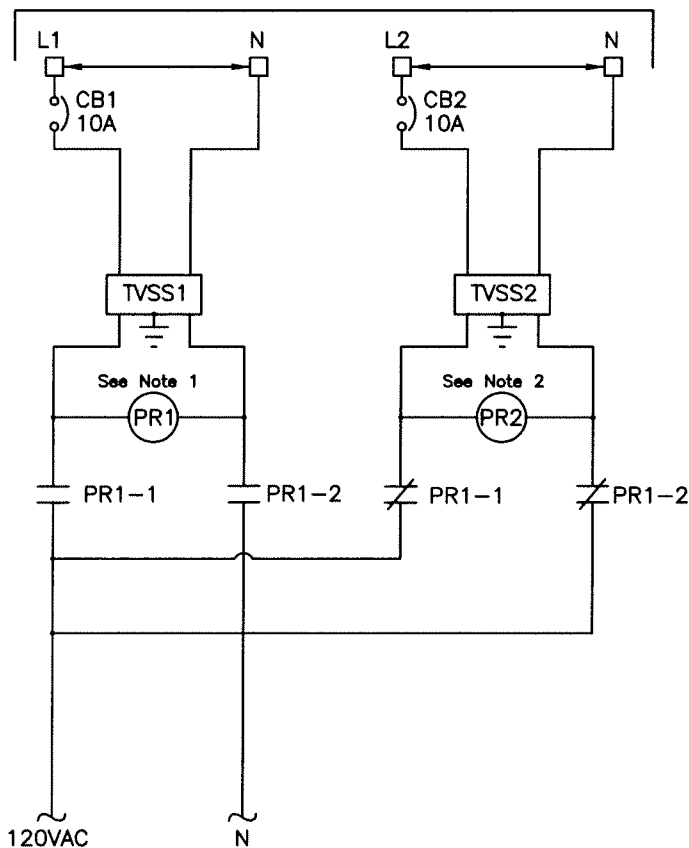 L1
N
L2
N
CB1
10A
CB2
10A
TVSS1
TVSS2
See Note 1
See Note 2
PR1
PR2
PR1-1
PR1-2
PR1-1
PR1-2
120VAC
N